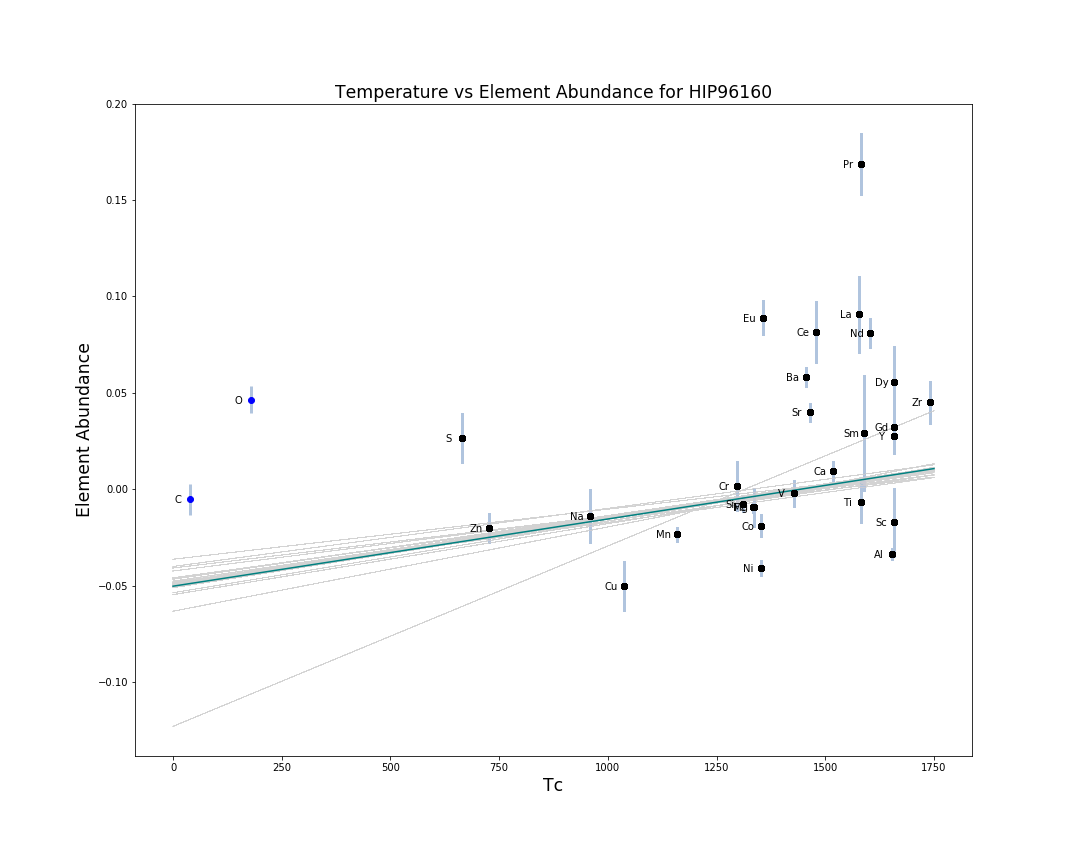 Temperature vs Element Abundance for HIP96160
Element Abundance
0.20
0.15
0.10
0.05
0.00
−0.05
−0.10
Pr
Eu
La
Ce
Nd
Ba
Dy
O
Sr
Zr
S
Sm
Gd
Y
Ca
Cr
C
V
Ti
Na
Zn
Co
Sc
Mn
Al
Ni
Cu
0
250
500
750
1000
1250
1500
1750
Tc